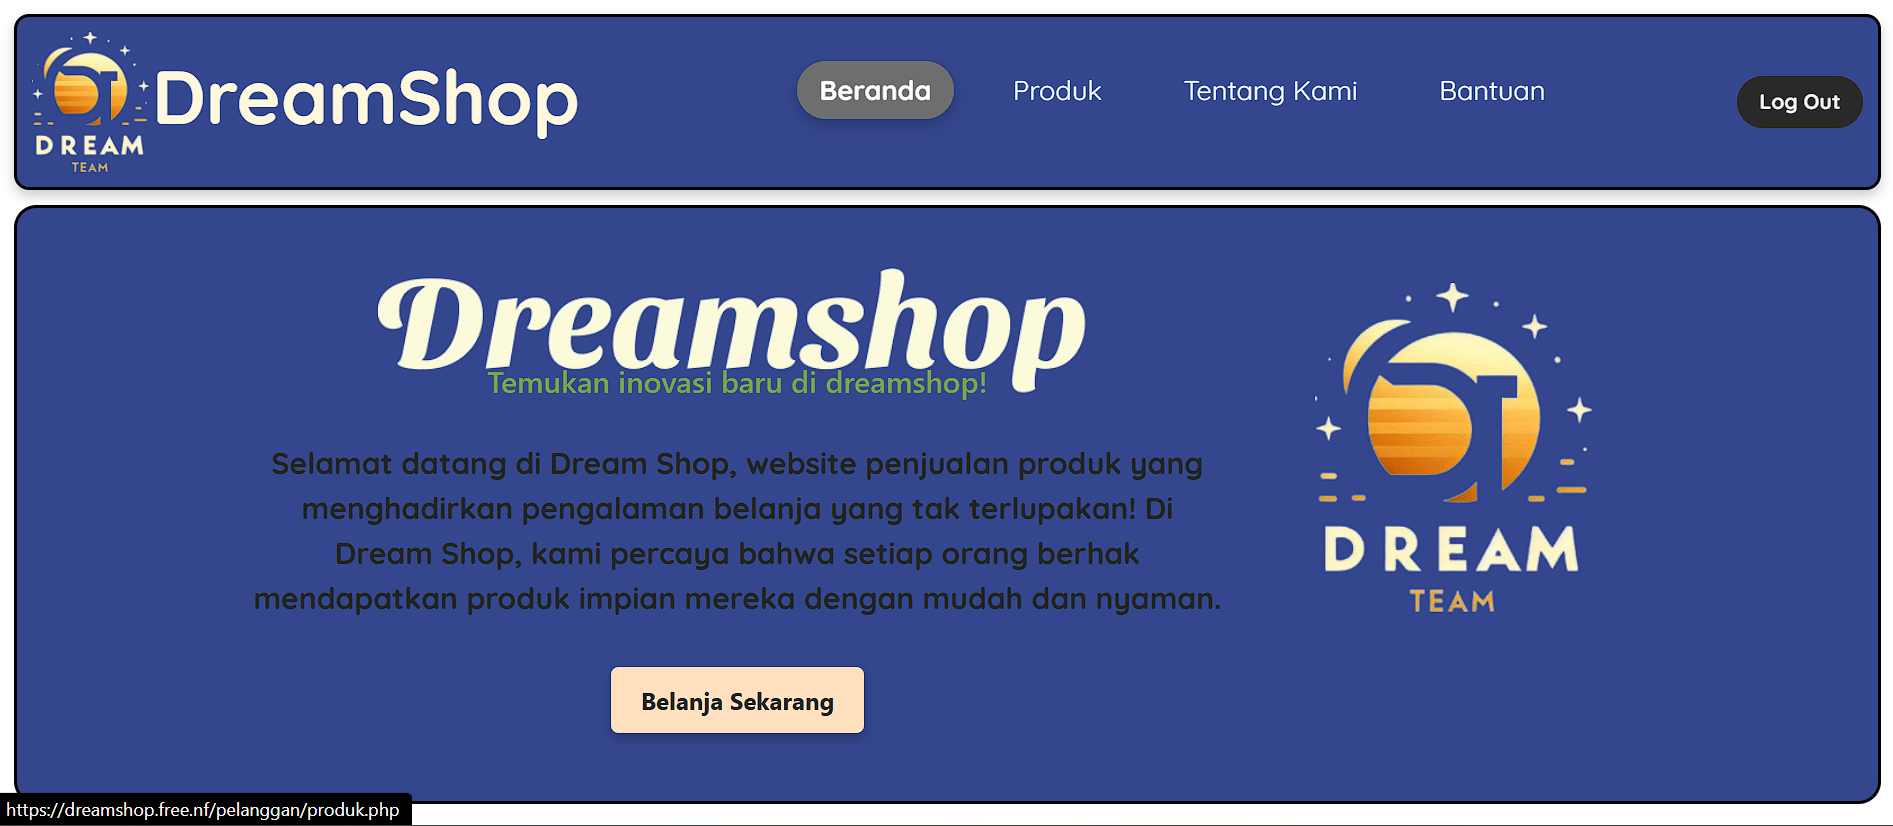 DREAM
TEAM
DreamShop
Beranda
Produk
Tentang Kami
Bantuan
Log Out
Dreamshop
Temukan inovasi baru di dreamshop!
Selamat datang di Dream Shop, website penjualan produk yang
menghadirkan pengalaman belanja yang tak terlupakan! Di
Dream Shop, kami percaya bahwa setiap orang berhak
mendapatkan produk impian mereka dengan mudah dan nyaman.
Belanja Sekarang
DT
DREAM
TEAM
https://dreamshop.free.nf/pelanggan/produk.php